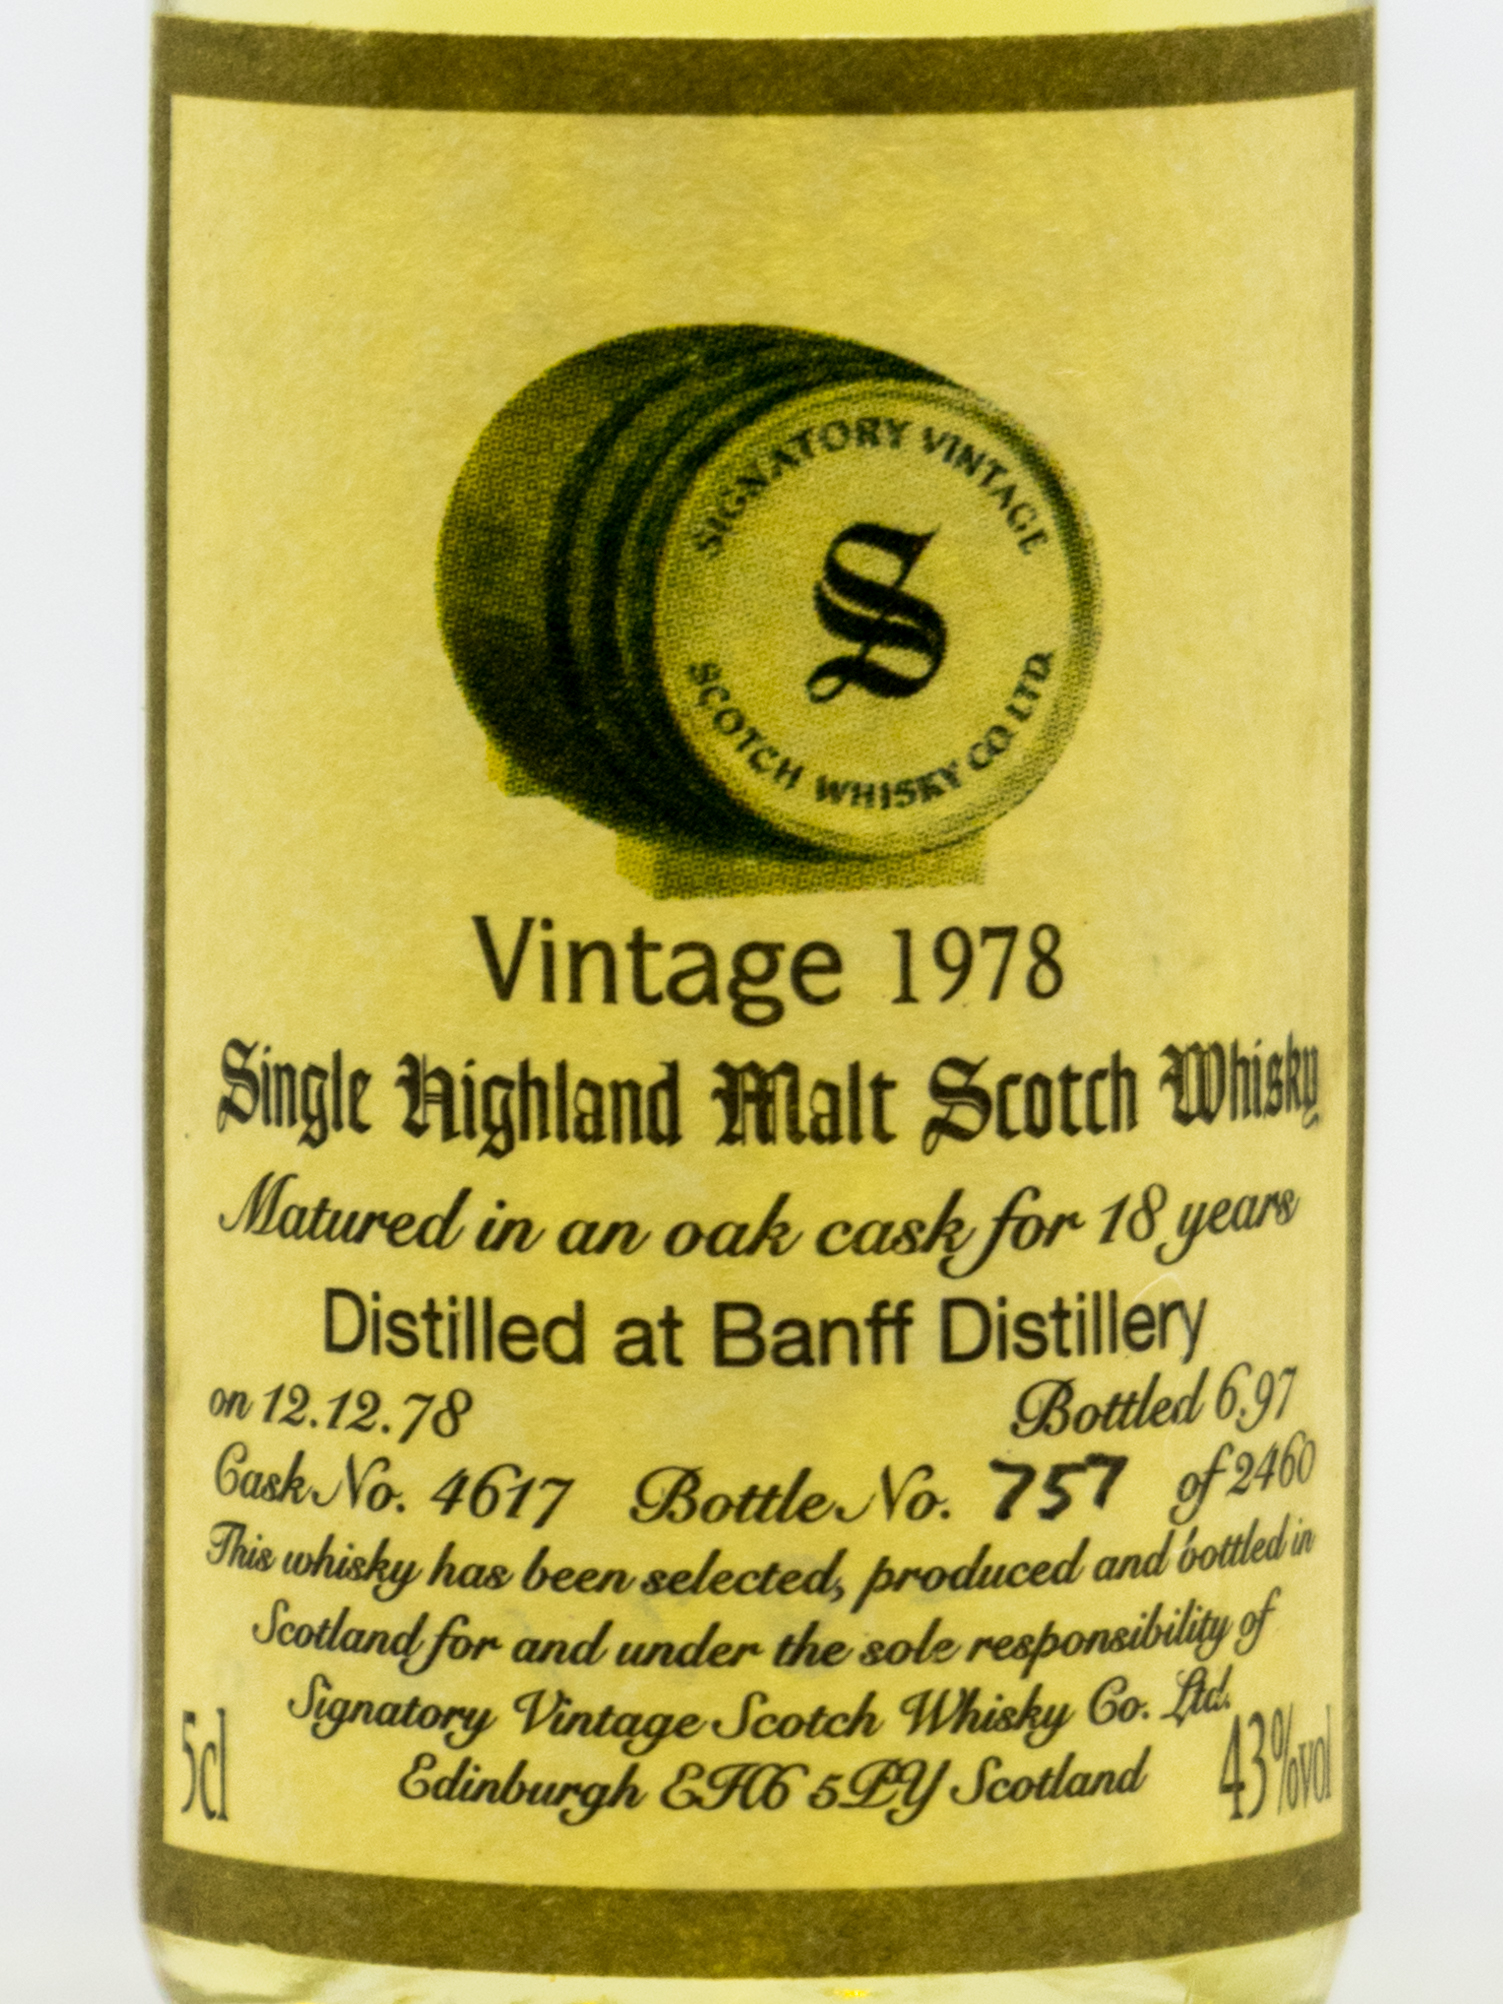 SIGNATORY VINTAGE
S
SCOTCH WHISKY CO LTD.
Vintage 1978
Single Highland Malt Scotch Whisky
Matured in an oak cask for 18 years
Distilled at Banff Distillery
on 12.12.78 Bottled 6.97
Cask No. 4617 Bottle No. 757 of 2460
This whisky has been selected, produced and bottled in
Scotland for and under the sole responsibility of
Signatory Vintage Scotch Whisky Co. Ltd.
Edinburgh EH6 5PY Scotland
5cl 43%vol